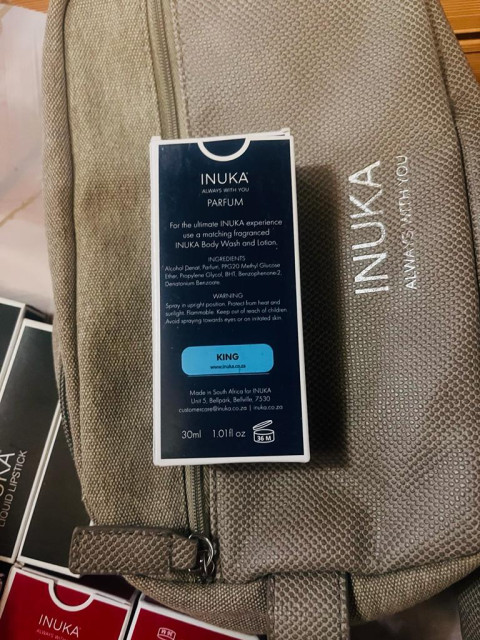 INUKA
ALWAYS WITH YOU
PARFUM
For the ultimate INUKA experience
use a matching fragranced
INUKA Body Wash and Lotion.
INGREDIENTS
Alcohol Denat, Parfum, PPG20 Methyl Glucose
Ether, Propylene Glycol, BHT, Benzophenone-2,
Denatonium Benzoate.
WARNING
Spray in upright position. Protect from heat and
sunlight. Flammable. Keep out of reach of children.
Avoid spraying towards eyes or on irritated skin.
KING
www.inuka.co.za
Made in South Africa for INUKA
Unit 5, Bellpark, Bellville, 7530
customercare@inuka.co.za | inuka.co.za
30ml 1.01fl oz 36 M
INUKA
ALWAYS WITH YOU
LIQUID LIPSTICK
INUKA
ALWAYS WITH YOU